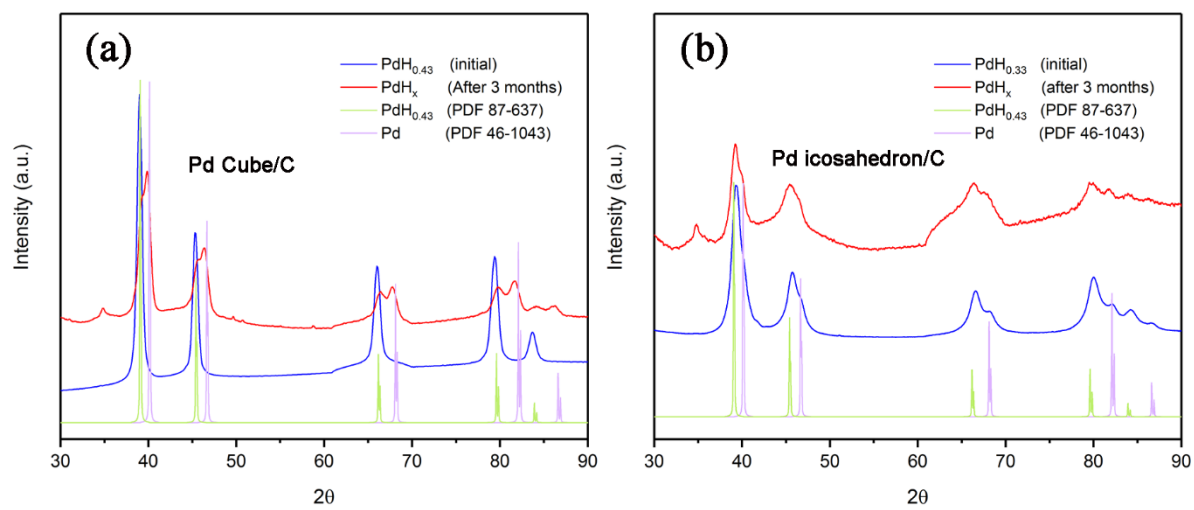 (a)
PdH0.43 (initial)
PdHx (After 3 months)
PdH0.43 (PDF 87-637)
Pd (PDF 46-1043)
Pd Cube/C
Intensity (a.u.)
30 40 50 60 70 80 90
2θ
(b)
PdH0.33 (initial)
PdHx (after 3 months)
PdH0.43 (PDF 87-637)
Pd (PDF 46-1043)
Pd icosahedron/C
Intensity (a.u.)
30 40 50 60 70 80 90
2θ